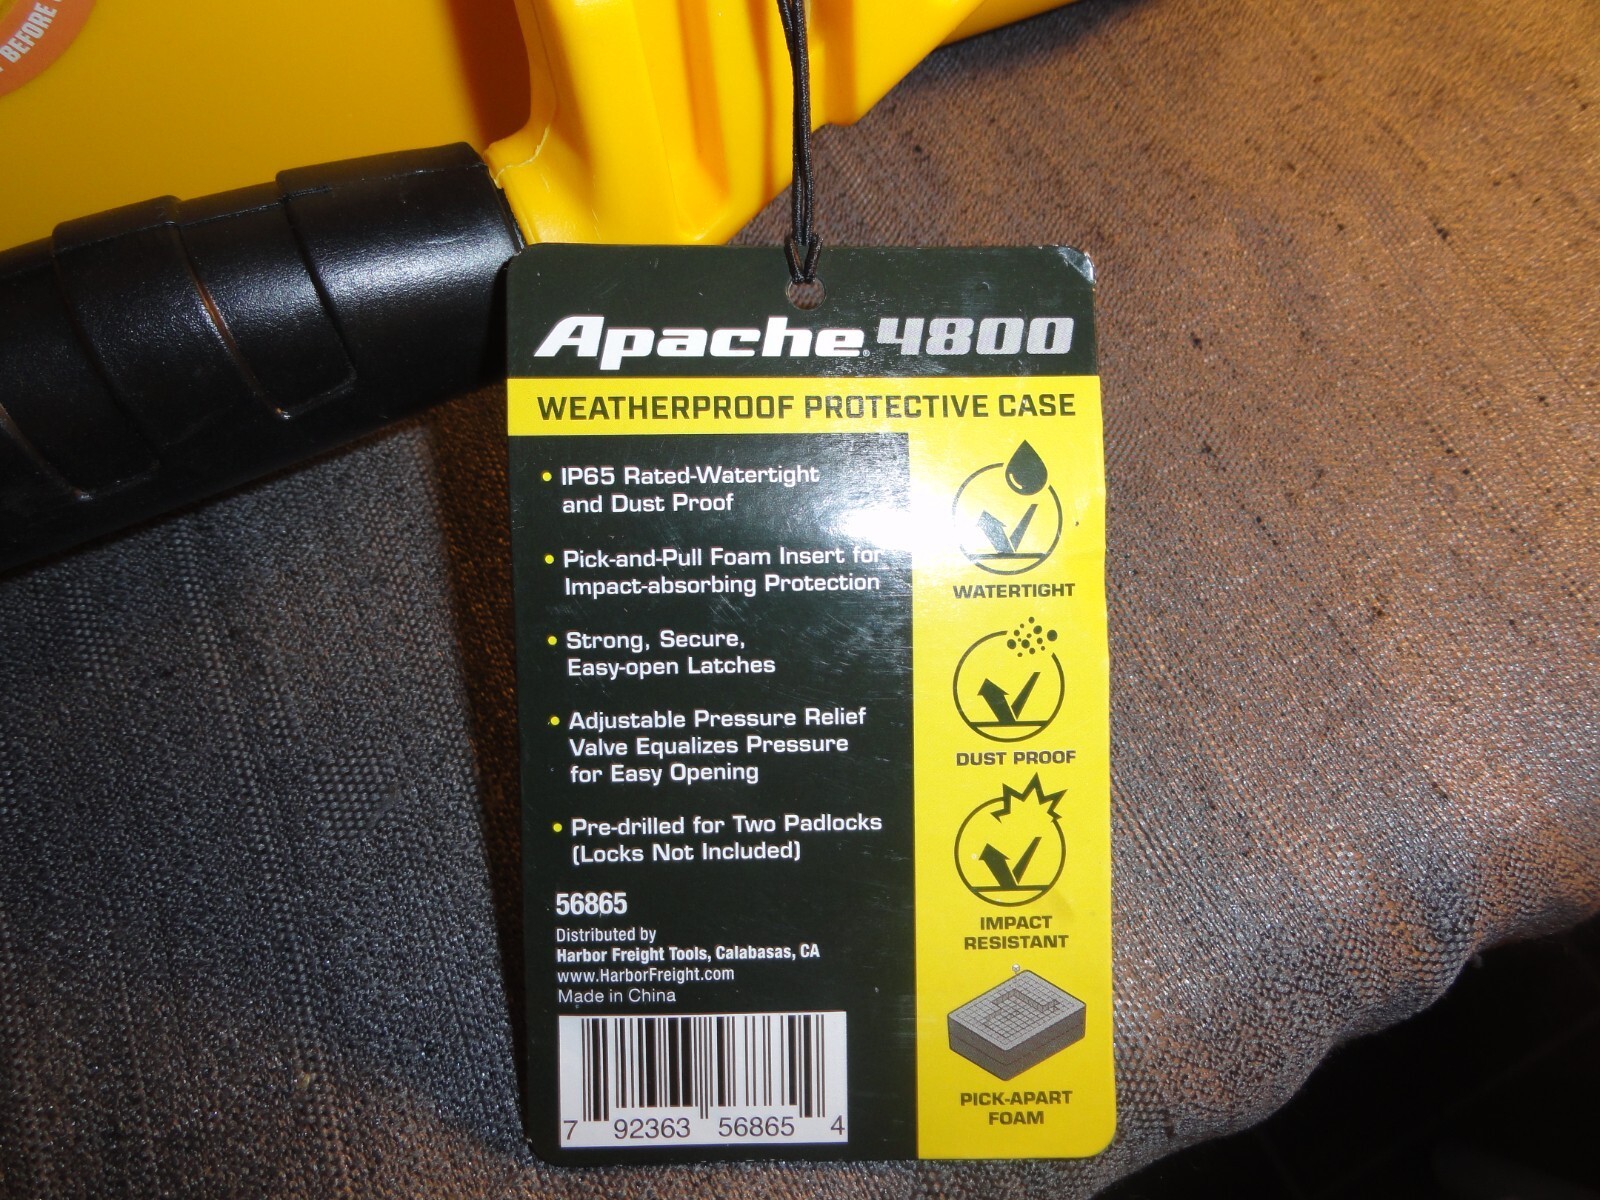 BEFORE
Apache® 4800
WEATHERPROOF PROTECTIVE CASE
• IP65 Rated-Watertight
and Dust Proof
• Pick-and-Pull Foam Insert for
Impact-absorbing Protection
• Strong, Secure,
Easy-open Latches
• Adjustable Pressure Relief
Valve Equalizes Pressure
for Easy Opening
• Pre-drilled for Two Padlocks
(Locks Not Included)
56865
Distributed by
Harbor Freight Tools, Calabasas, CA
www.HarborFreight.com
Made in China
7 92363 56865 4
WATERTIGHT
DUST PROOF
IMPACT
RESISTANT
PICK-APART
FOAM